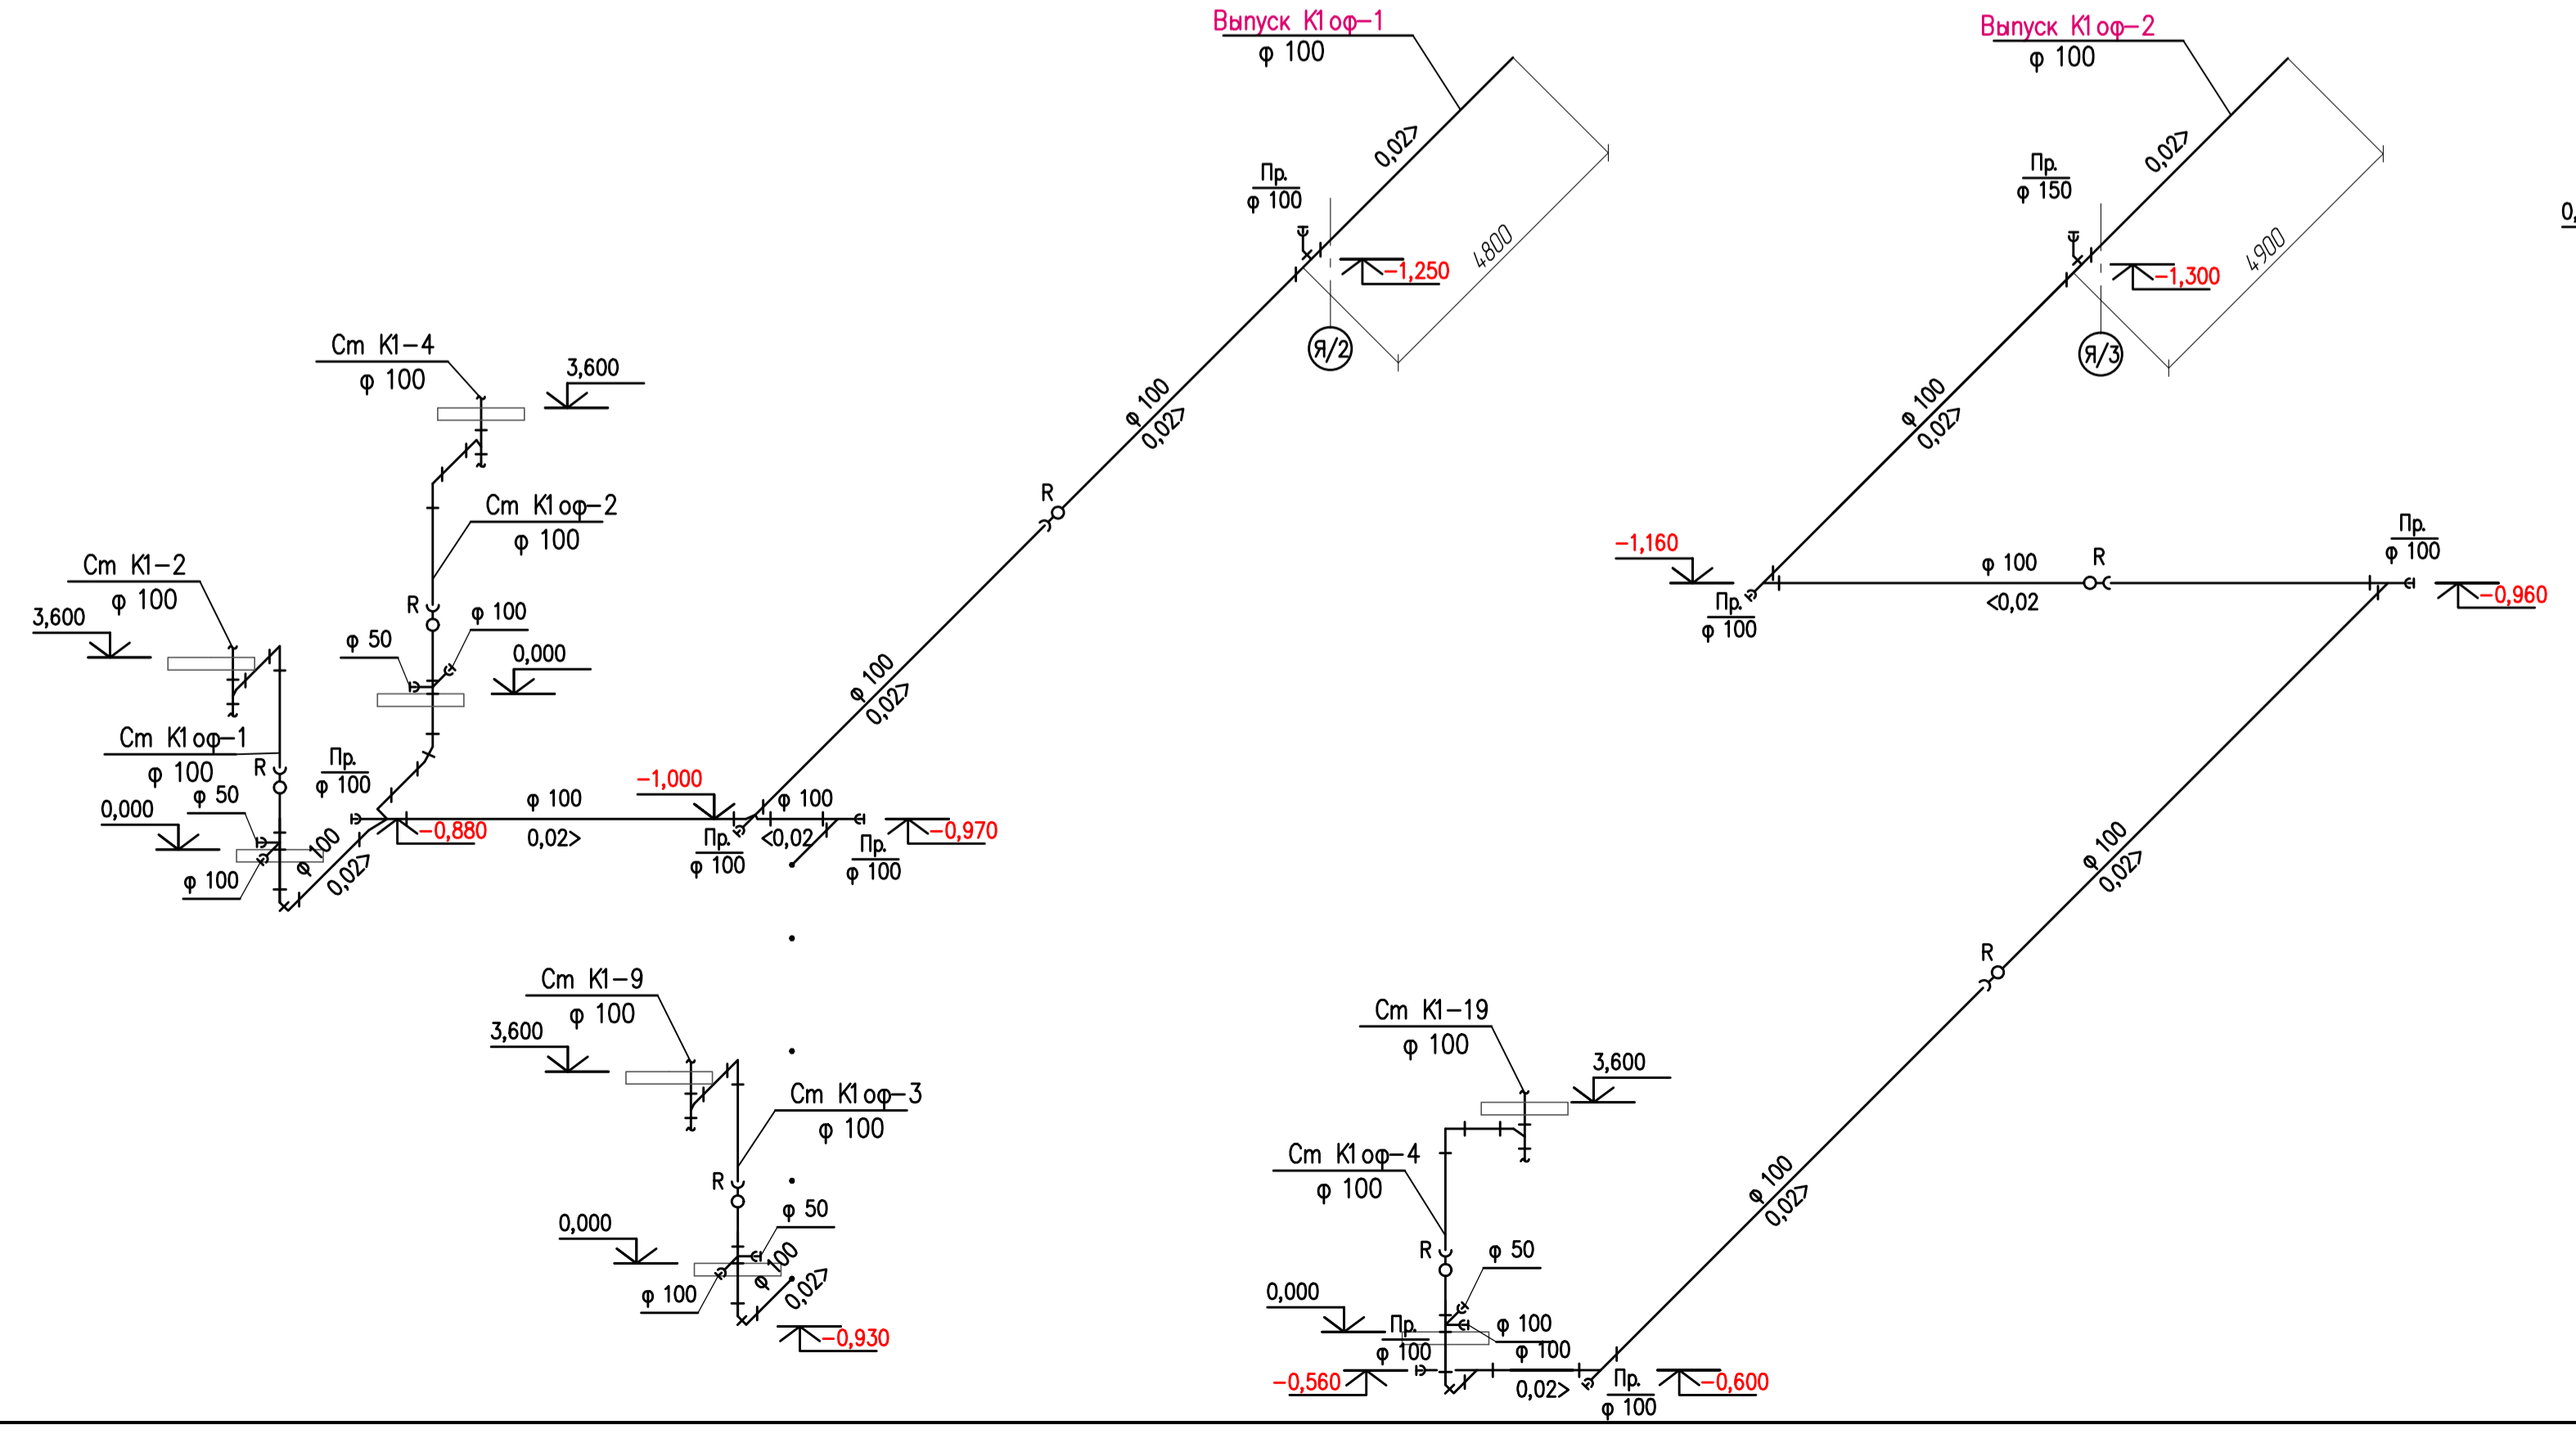 Выпуск К1оф-1
φ 100
0,02>
Пр.
φ 100
-1,250
4800
Я/2
φ 100
0,02>
R
φ 100
0,02>
Ст К1-4
φ 100
3,600
Ст К1оф-2
φ 100
R
φ 100
φ 50
0,000
Ст К1-2
φ 100
3,600
Ст К1оф-1
φ 100
R
φ 50
0,000
φ 100
Пр.
φ 100
φ 100
0,02>
-0,880
φ 100
0,02>
-1,000
Пр.
φ 100
φ 100
<0,02
Пр.
φ 100
-0,970
Ст К1-9
φ 100
3,600
Ст К1оф-3
φ 100
R
φ 50
0,000
φ 100
φ 100
0,02>
-0,930
Выпуск К1оф-2
φ 100
0,02>
Пр.
φ 150
-1,300
4900
Я/3
φ 100
0,02>
-1,160
Пр.
φ 100
φ 100
<0,02
R
Пр.
φ 100
-0,960
φ 100
0,02>
R
φ 100
0,02>
Ст К1-19
φ 100
3,600
Ст К1оф-4
φ 100
R
φ 50
0,000
φ 100
Пр.
φ 100
φ 100
0,02>
-0,560
Пр.
φ 100
-0,600